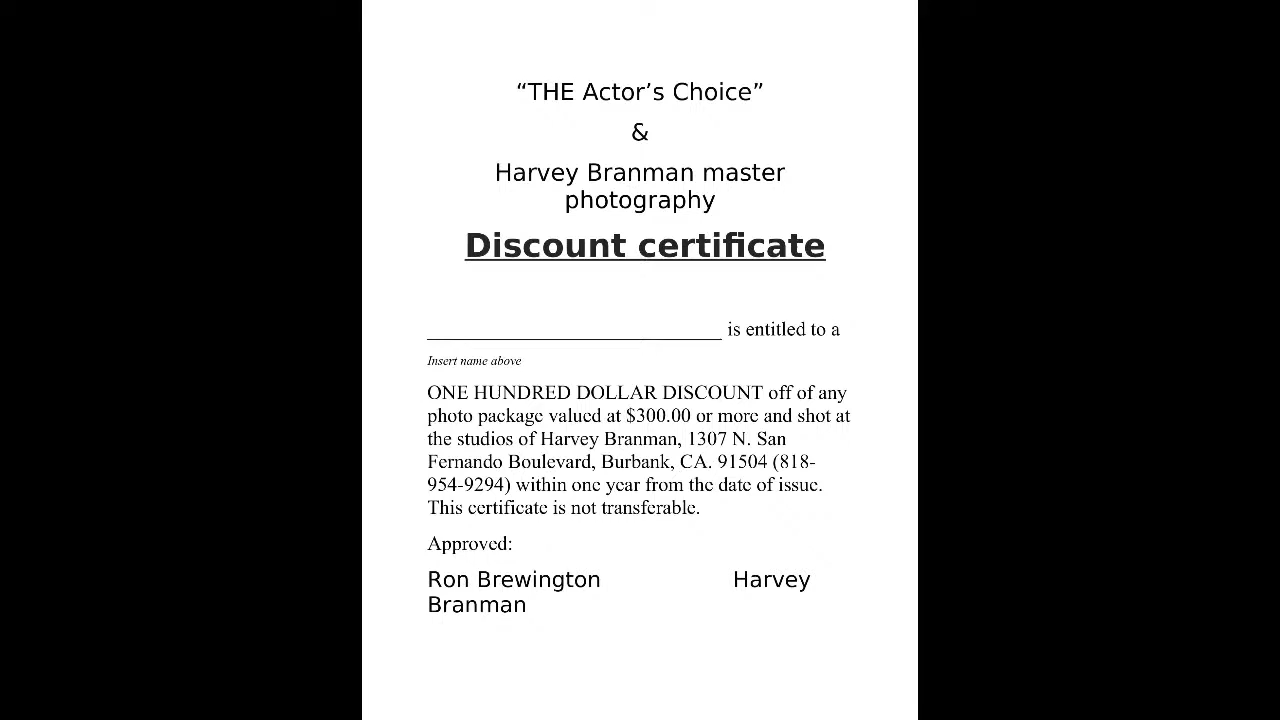 “THE Actor’s Choice”
&
Harvey Branman master
photography
Discount certificate
______________________________ is entitled to a
Insert name above
ONE HUNDRED DOLLAR DISCOUNT off of any
photo package valued at $300.00 or more and shot at
the studios of Harvey Branman, 1307 N. San
Fernando Boulevard, Burbank, CA. 91504 (818-
954-9294) within one year from the date of issue.
This certificate is not transferable.
Approved:
Ron Brewington Harvey
Branman